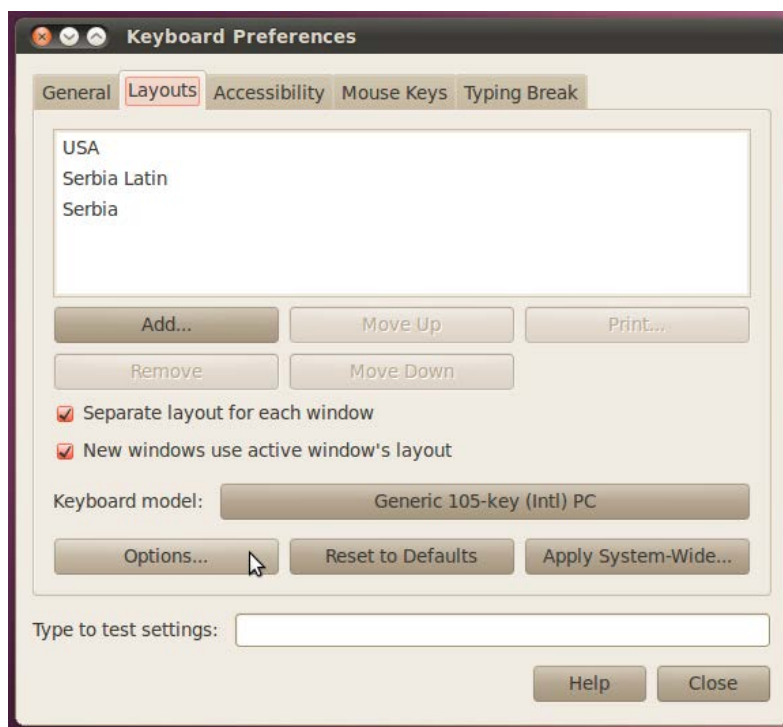 Keyboard Preferences
General Layouts Accessibility Mouse Keys Typing Break
USA
Serbia Latin
Serbia
Add... Move Up Print...
Remove Move Down
Separate layout for each window
New windows use active window's layout
Keyboard model: Generic 105-key (Intl) PC
Options... Reset to Defaults Apply System-Wide...
Type to test settings:
Help Close